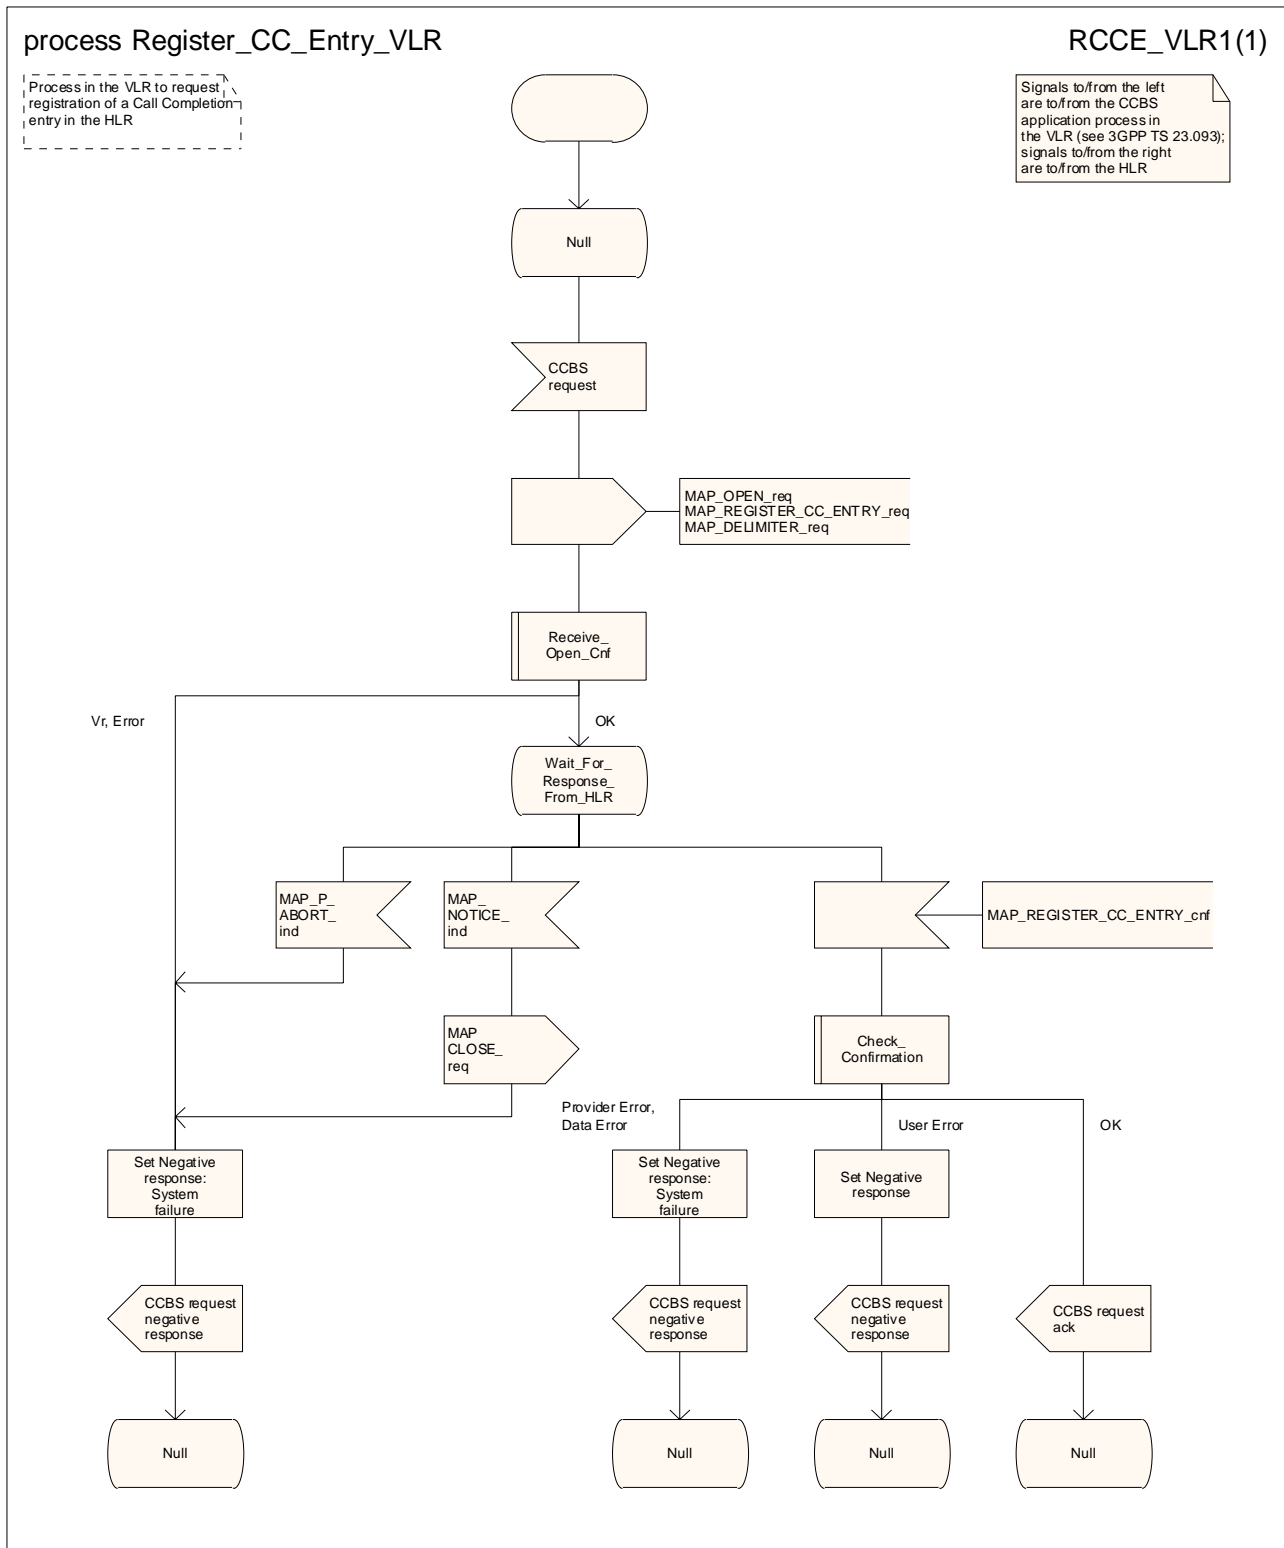 process Register_CC_Entry_VLR
RCCE_VLR1(1)
Process in the VLR to request
registration of a Call Completion
entry in the HLR
Signals to/from the left
are to/from the CCBS
application process in
the VLR (see 3GPP TS 23.093);
signals to/from the right
are to/from the HLR
Null
CCBS
request
MAP_OPEN_req
MAP_REGISTER_CC_ENTRY_req
MAP_DELIMITER_req
Receive_
Open_Cnf
Vr, Error
OK
Wait_For_
Response_
From_HLR
MAP_P_
ABORT_
ind
MAP_
NOTICE_
ind
MAP_REGISTER_CC_ENTRY_cnf
MAP
CLOSE_
req
Check_
Confirmation
Provider Error,
Data Error
User Error
OK
Set Negative
response:
System
failure
Set Negative
response:
System
failure
Set Negative
response
CCBS request
negative
response
CCBS request
negative
response
CCBS request
negative
response
CCBS request
ack
Null
Null
Null
Null